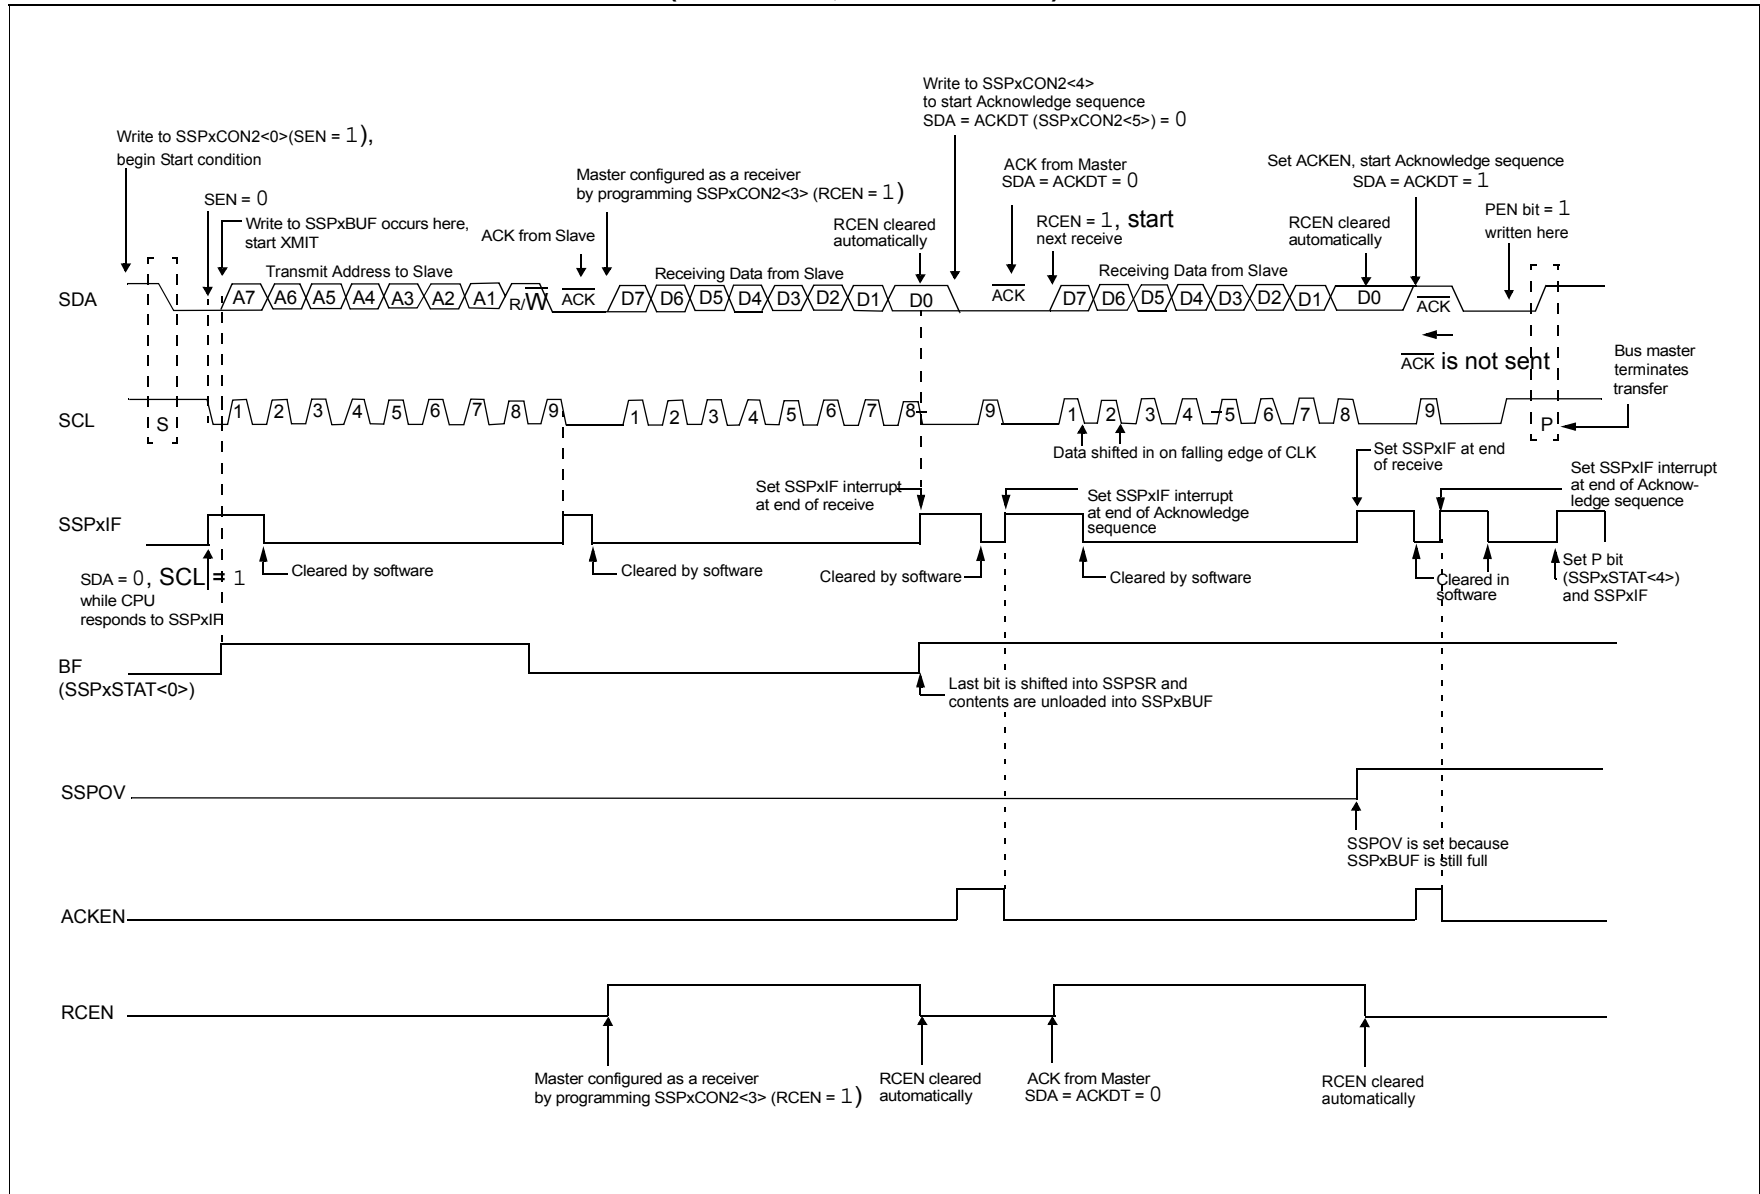 Write to SSPxCON2<4>
to start Acknowledge sequence
SDA = ACKDT (SSPxCON2<5>) = 0
Write to SSPxCON2<0>(SEN = 1),
begin Start condition
ACK from Master
SDA = ACKDT = 0
Set ACKEN, start Acknowledge sequence
SDA = ACKDT = 1
Master configured as a receiver
by programming SSPxCON2<3> (RCEN = 1)
SEN = 0
Write to SSPxBUF occurs here,
start XMIT
ACK from Slave
RCEN cleared
automatically
RCEN = 1, start
next receive
RCEN cleared
automatically
PEN bit = 1
written here
Transmit Address to Slave
Receiving Data from Slave
Receiving Data from Slave
SDA
A7 A6 A5 A4 A3 A2 A1 R/W ACK D7 D6 D5 D4 D3 D2 D1 D0 ACK D7 D6 D5 D4 D3 D2 D1 D0 ACK
ACK is not sent
Bus master
terminates
transfer
SCL
S 1 2 3 4 5 6 7 8 9 1 2 3 4 5 6 7 8 9 1 2 3 4 5 6 7 8 9 P
Data shifted in on falling edge of CLK
Set SSPxIF at end
of receive
Set SSPxIF interrupt
at end of receive
Set SSPxIF interrupt
at end of Acknowledge
sequence
Set SSPxIF interrupt
at end of Acknow-
ledge sequence
SSPxIF
SDA = 0, SCL = 1
while CPU
responds to SSPxIF
Cleared by software
Cleared by software
Cleared by software
Cleared by software
Cleared in
software
Set P bit
(SSPxSTAT<4>)
and SSPxIF
BF
(SSPxSTAT<0>)
Last bit is shifted into SSPSR and
contents are unloaded into SSPxBUF
SSPOV
SSPOV is set because
SSPxBUF is still full
ACKEN
RCEN
Master configured as a receiver
by programming SSPxCON2<3> (RCEN = 1)
RCEN cleared
automatically
ACK from Master
SDA = ACKDT = 0
RCEN cleared
automatically